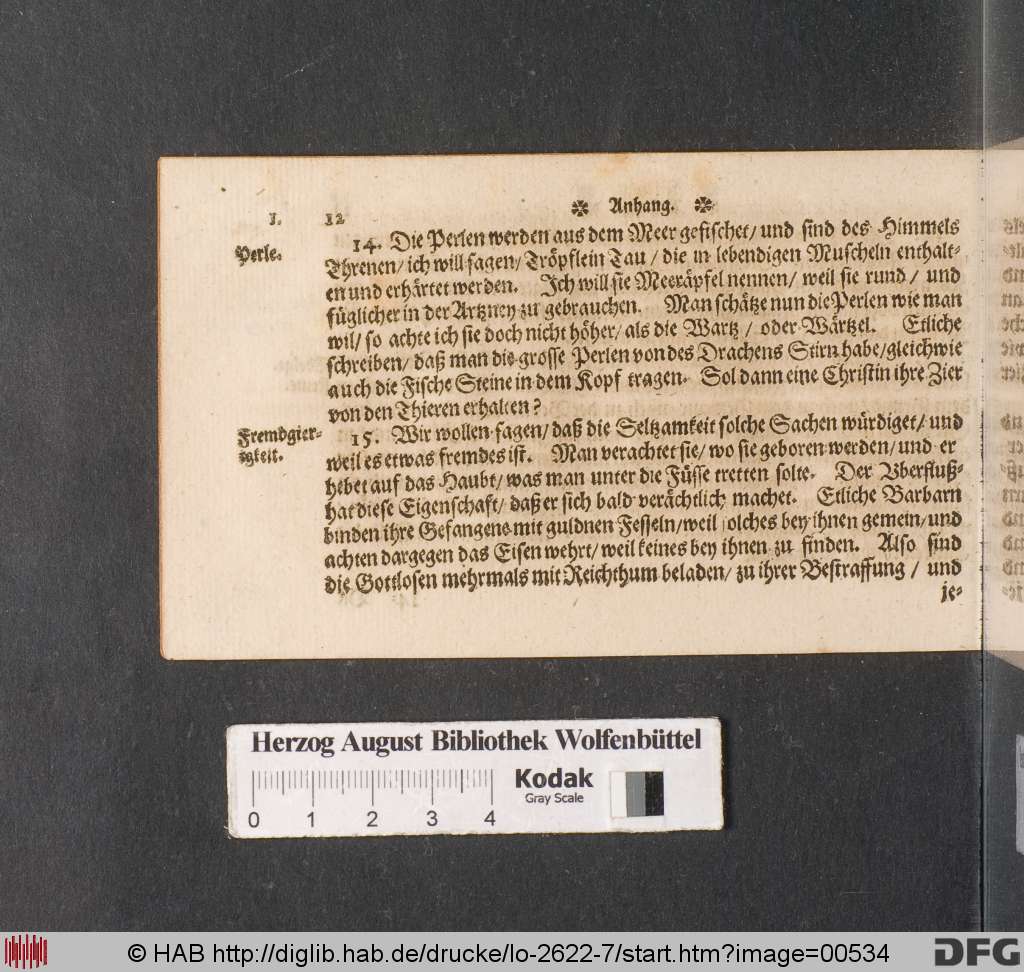 I. 12 Anhang.
Perle.
14. Die Perlen werden aus dem Meer gefischet/ und sind des Himmels
Threnen/ ich will sagen/ Tröpflein Tau / die in lebendigen Muscheln enthalt-
en und erhärtet werden. Ich will sie Meeräpfel nennen/ weil sie rund / und
füglicher in der Artzney zu gebrauchen. Man schätze nun die Perlen wie man
wil/ so achte ich sie doch nicht höher/ als die Wartz / oder Wärtzel. Etliche
schreiben/ daß man die grosse Perlen von des Drachens Stirn habe/ gleichwie
auch die Fische Steine in dem Kopf tragen. Sol dann eine Christin ihre Zier
von den Thieren erhalten?
Fremdgier-
igkeit.
15. Wir wollen sagen/ daß die Seltzamkeit solche Sachen würdiget/ und
weil es etwas fremdes ist. Man verachtet sie/ wo sie geboren werden/ und er
hebet auf das Haubt/ was man unter die Füsse tretten solte. Der Vberfluß-
hat diese Eigenschaft/ daß er sich bald verächtlich machet. Etliche Barbarn
binden ihre Gefangene mit guldnen Fesseln/ weil solches bey ihnen gemein/ und
achten dargegen das Eisen wehrt/ weil keines bey ihnen zu finden. Also sind
die Gottlosen mehrmals mit Reichthum beladen/ zu ihrer Bestraffung / und
je-
Herzog August Bibliothek Wolfenbüttel
Kodak
Gray Scale
0 1 2 3 4
© HAB http://diglib.hab.de/drucke/lo-2622-7/start.htm?image=00534
DFG